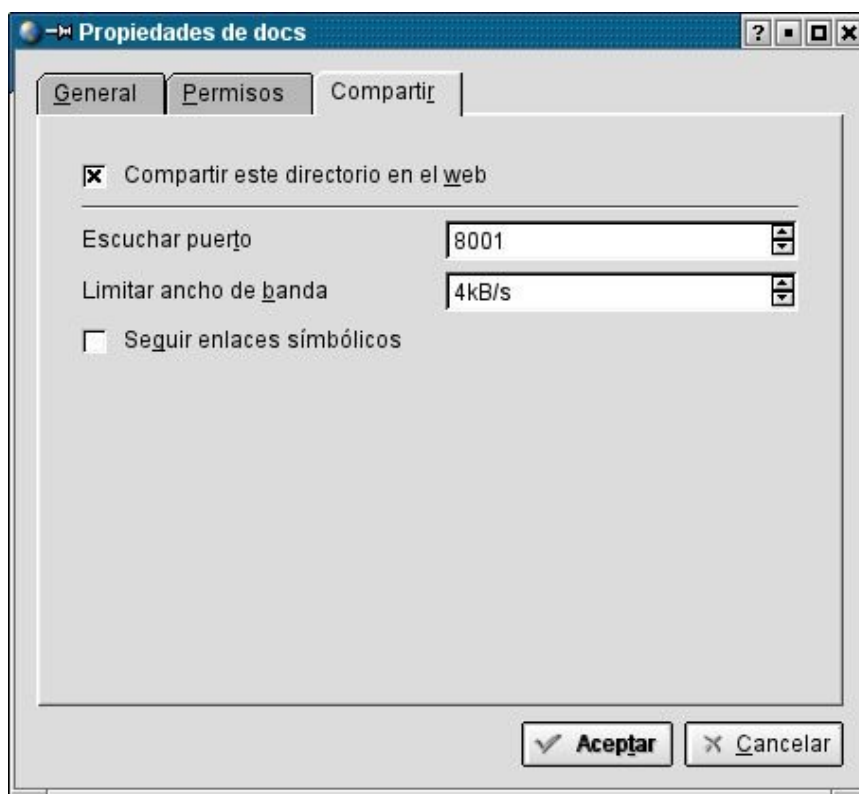 Propiedades de docs ?
General Permisos Compartir
Compartir este directorio en el web
Escuchar puerto 8001
Limitar ancho de banda 4kB/s
Seguir enlaces símbólicos
Aceptar Cancelar